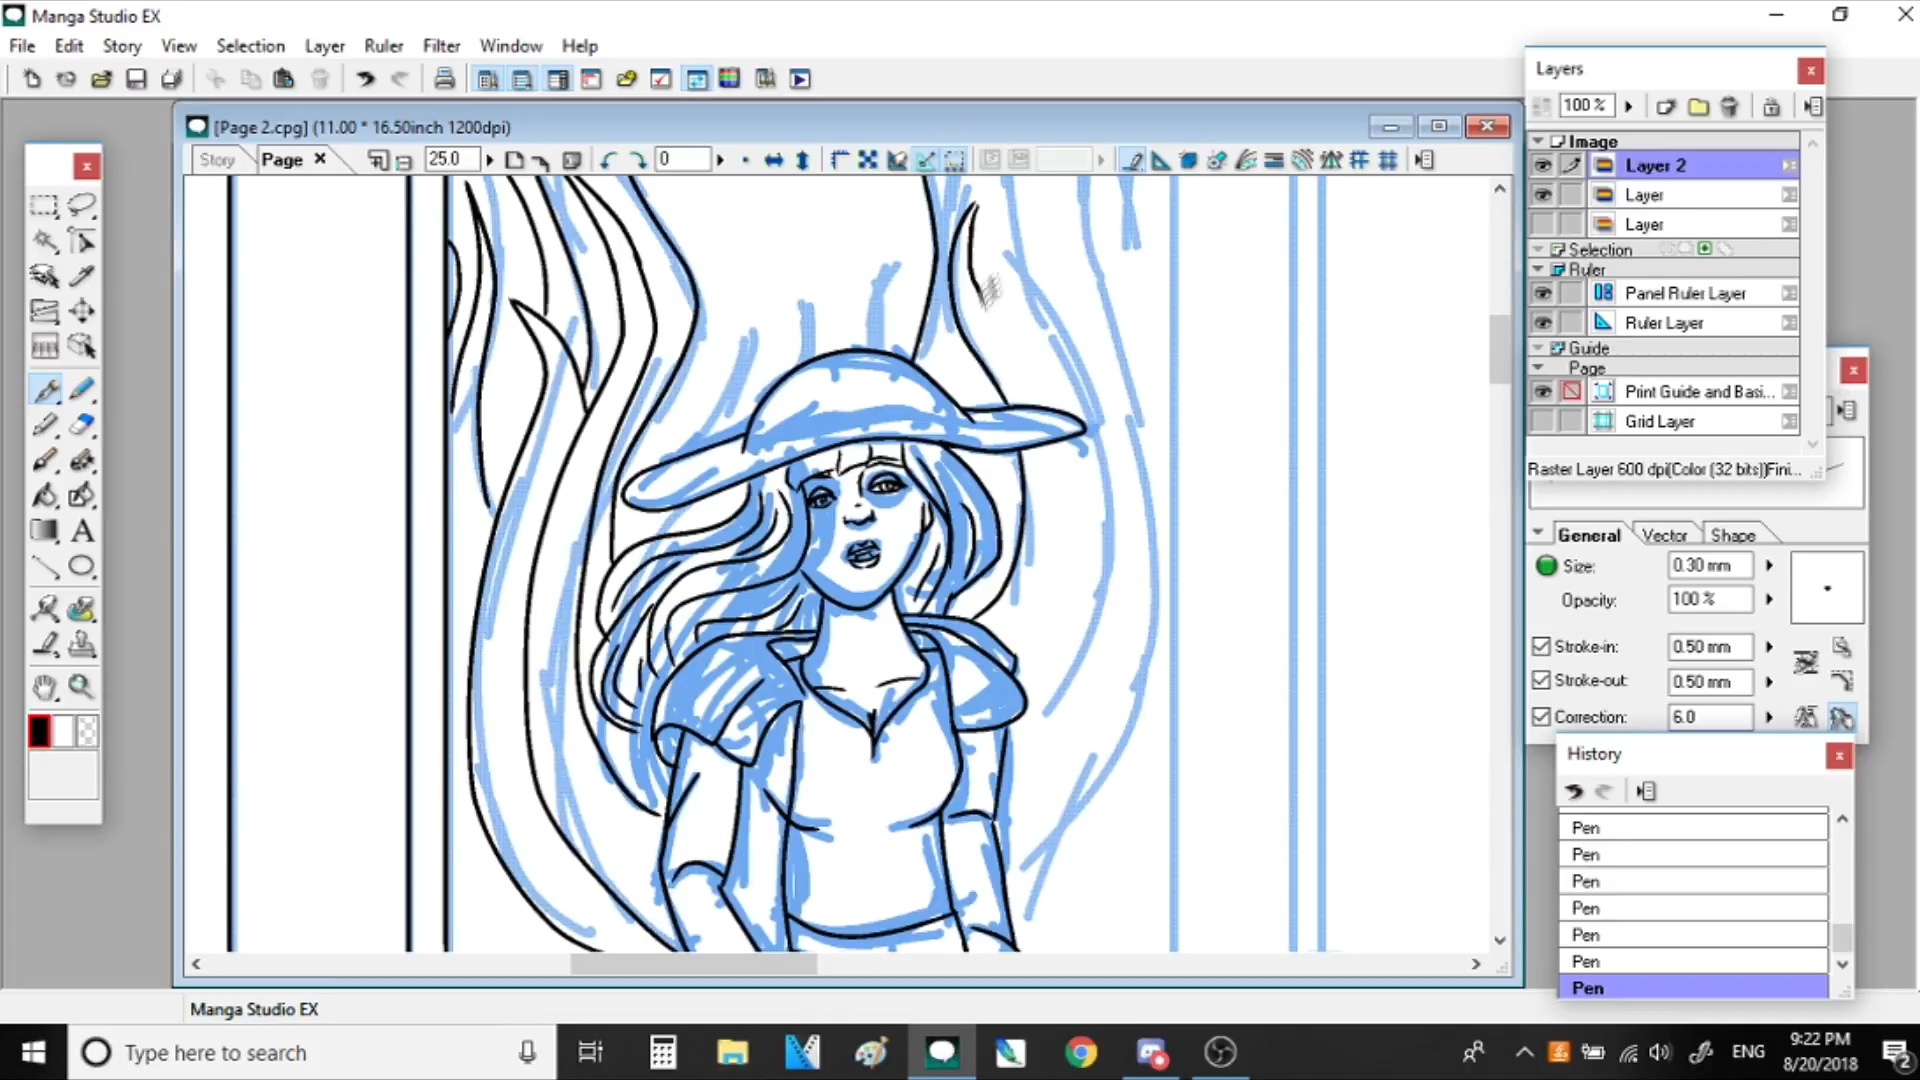 Manga Studio EX
File Edit Story View Selection Layer Ruler Filter Window Help
[Page 2.cpg] (11.00 * 16.50inch 1200dpi)
Story Page 25.0 0
Layers
100 %
Image
Layer 2
Layer
Layer
Selection
Ruler
Panel Ruler Layer
Ruler Layer
Guide
Page
Print Guide and Basi...
Grid Layer
Raster Layer 600 dpi(Color (32 bits))Fini...
General Vector Shape
Size: 0.30 mm
Opacity: 100 %
Stroke-in: 0.50 mm
Stroke-out: 0.50 mm
Correction: 6.0
History
Pen
Pen
Pen
Pen
Pen
Pen
Pen
A
Manga Studio EX
Type here to search
ENG
9:22 PM
8/20/2018
2